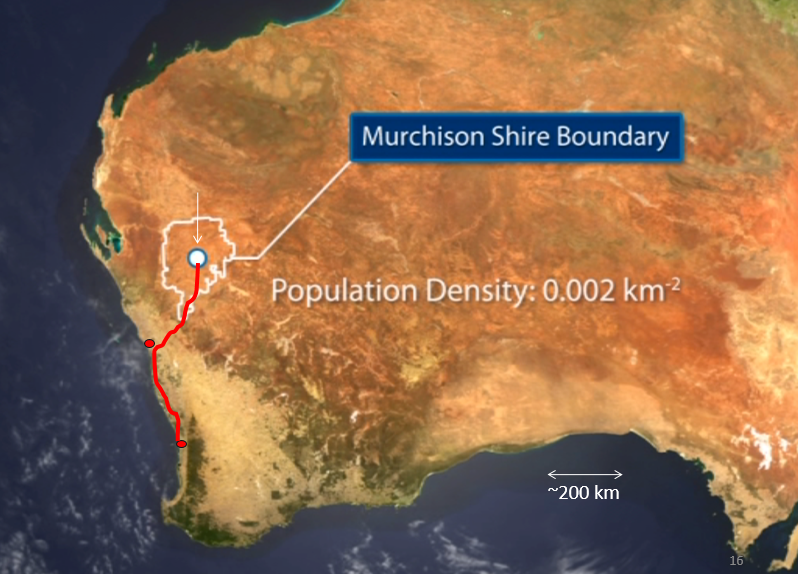 Murchison Shire Boundary
Population Density: 0.002 km⁻²
~200 km
16